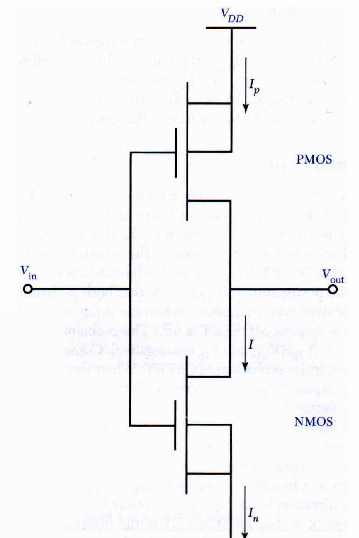 V_DD
I_p
PMOS
V_in
V_out
I
NMOS
I_n